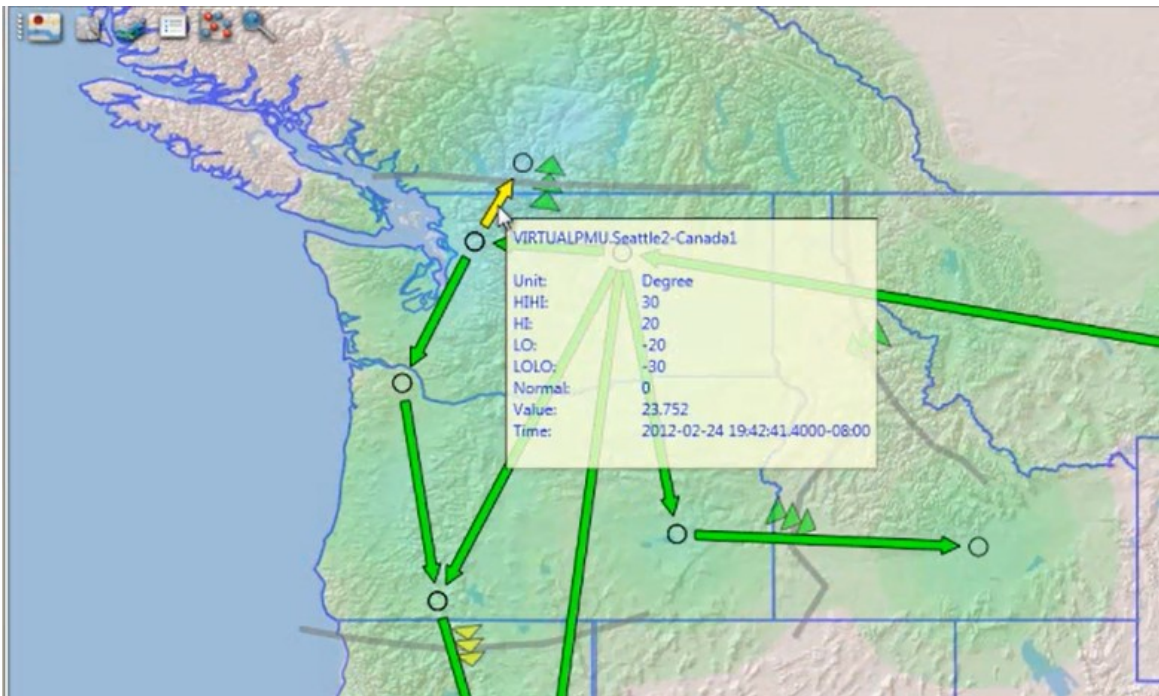 VIRTUALPMU.Seattle2-Canada1
Unit: Degree
HIHI: 30
HI: 20
LO: -20
LOLO: -30
Normal: 0
Value: 23.752
Time: 2012-02-24 19:42:41.4000-08:00